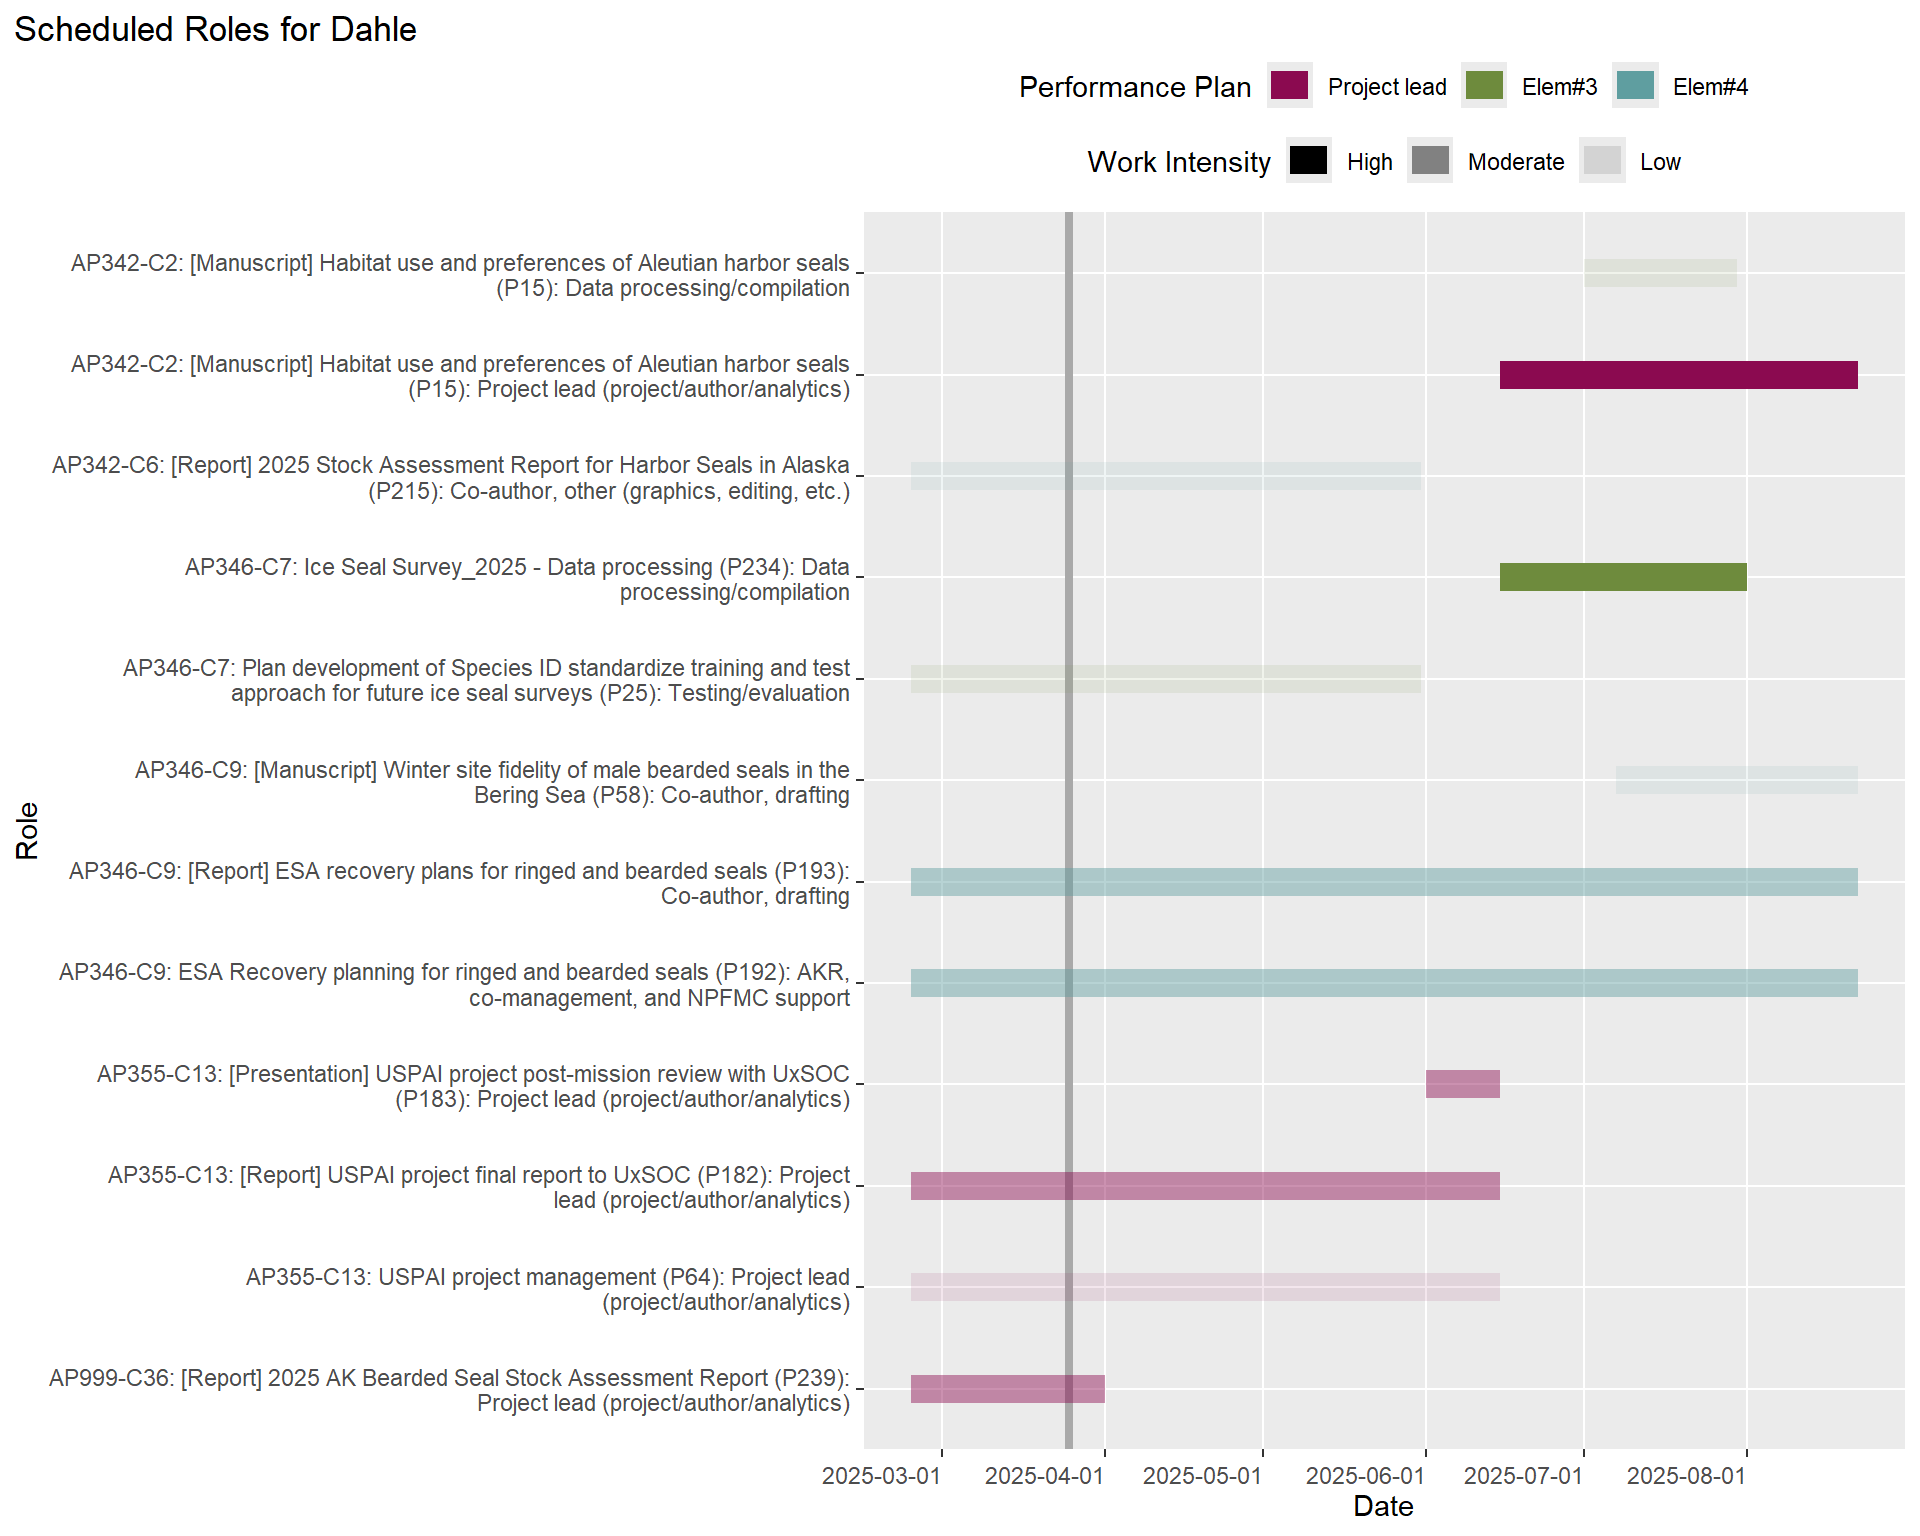 Scheduled Roles for Dahle
Performance Plan Project lead Elem#3 Elem#4
Work Intensity High Moderate Low
AP342-C2: [Manuscript] Habitat use and preferences of Aleutian harbor seals
(P15): Data processing/compilation
AP342-C2: [Manuscript] Habitat use and preferences of Aleutian harbor seals
(P15): Project lead (project/author/analytics)
AP342-C6: [Report] 2025 Stock Assessment Report for Harbor Seals in Alaska
(P215): Co-author, other (graphics, editing, etc.)
AP346-C7: Ice Seal Survey_2025 - Data processing (P234): Data
processing/compilation
AP346-C7: Plan development of Species ID standardize training and test
approach for future ice seal surveys (P25): Testing/evaluation
AP346-C9: [Manuscript] Winter site fidelity of male bearded seals in the
Bering Sea (P58): Co-author, drafting
AP346-C9: [Report] ESA recovery plans for ringed and bearded seals (P193):
Co-author, drafting
AP346-C9: ESA Recovery planning for ringed and bearded seals (P192): AKR,
co-management, and NPFMC support
AP355-C13: [Presentation] USPAI project post-mission review with UxSOC
(P183): Project lead (project/author/analytics)
AP355-C13: [Report] USPAI project final report to UxSOC (P182): Project
lead (project/author/analytics)
AP355-C13: USPAI project management (P64): Project lead
(project/author/analytics)
AP999-C36: [Report] 2025 AK Bearded Seal Stock Assessment Report (P239):
Project lead (project/author/analytics)
Role
2025-03-01 2025-04-01 2025-05-01 2025-06-01 2025-07-01 2025-08-01
Date